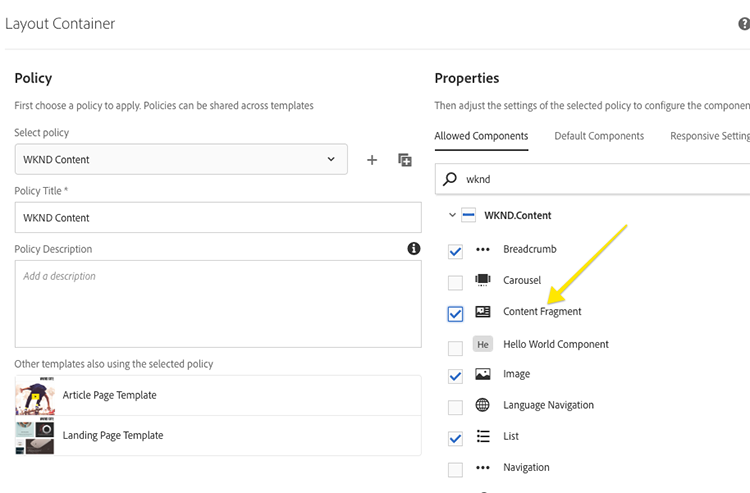 Layout Container
Policy
First choose a policy to apply. Policies can be shared across templates
Select policy
WKND Content
Policy Title *
WKND Content
Policy Description
Add a description
Other templates also using the selected policy
Article Page Template
Landing Page Template
Properties
Then adjust the settings of the selected policy to configure the componen
Allowed Components
Default Components
Responsive Setting
wknd
WKND.Content
Breadcrumb
Carousel
Content Fragment
He
Hello World Component
Image
Language Navigation
List
Navigation